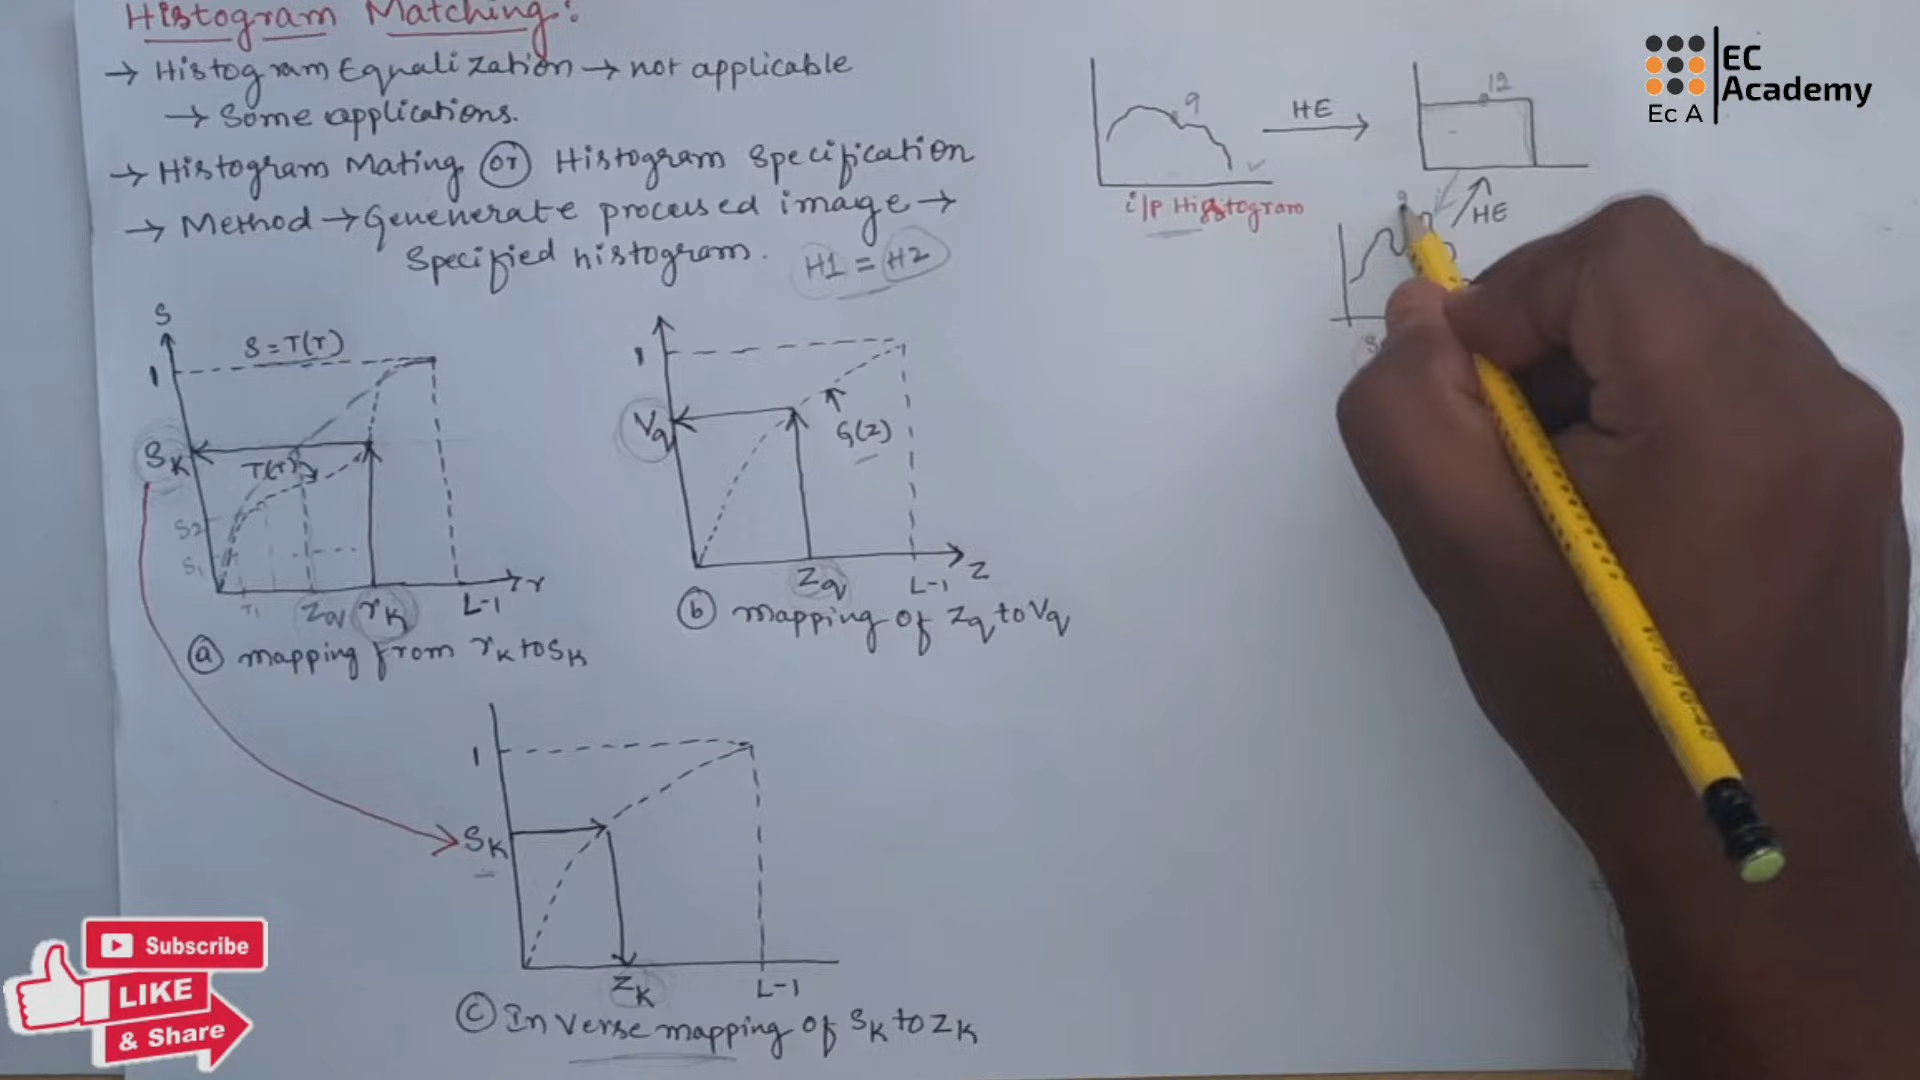 Histogram Matching:
→ Histogram Equalization → not applicable
→ Some applications.
→ Histogram Mating or Histogram Specification
→ Method → Genenerate processed image →
Specified histogram.
H1 = H2
S
1
S = T(r)
SK
T(r)
S2
S1
r1
Zq
rK
L-1
r
a mapping from rK to SK
1
Vq
G(z)
Zq
L-1
Z
b mapping of Zq to Vq
1
SK
ZK
L-1
c Inverse mapping of SK to ZK
9
HE
12
i/p Histogram
HE
9
EC
Academy
Ec A
Subscribe
LIKE
& Share